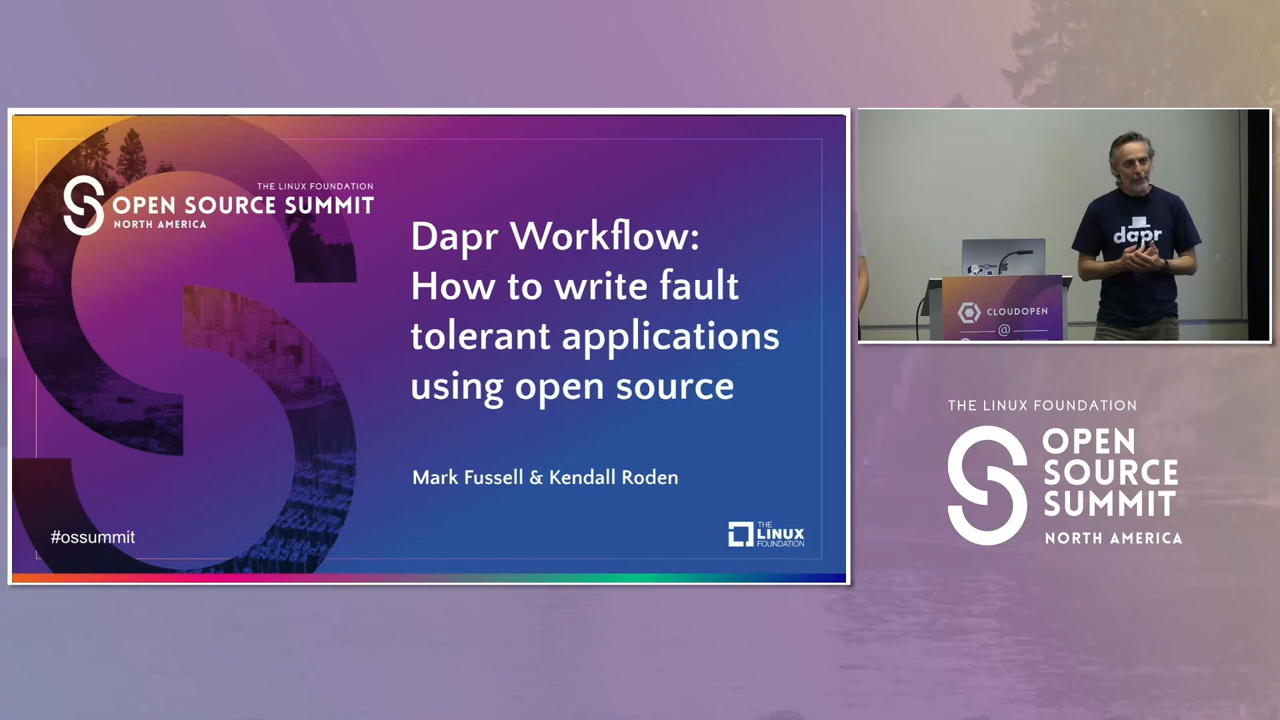 THE LINUX FOUNDATION
OPEN SOURCE SUMMIT
NORTH AMERICA
Dapr Workflow:
How to write fault
tolerant applications
using open source
Mark Fussell & Kendall Roden
#ossummit
THE
LINUX
FOUNDATION
dapr
CLOUDOPEN
@
THE LINUX FOUNDATION
OPEN
SOURCE
SUMMIT
NORTH AMERICA